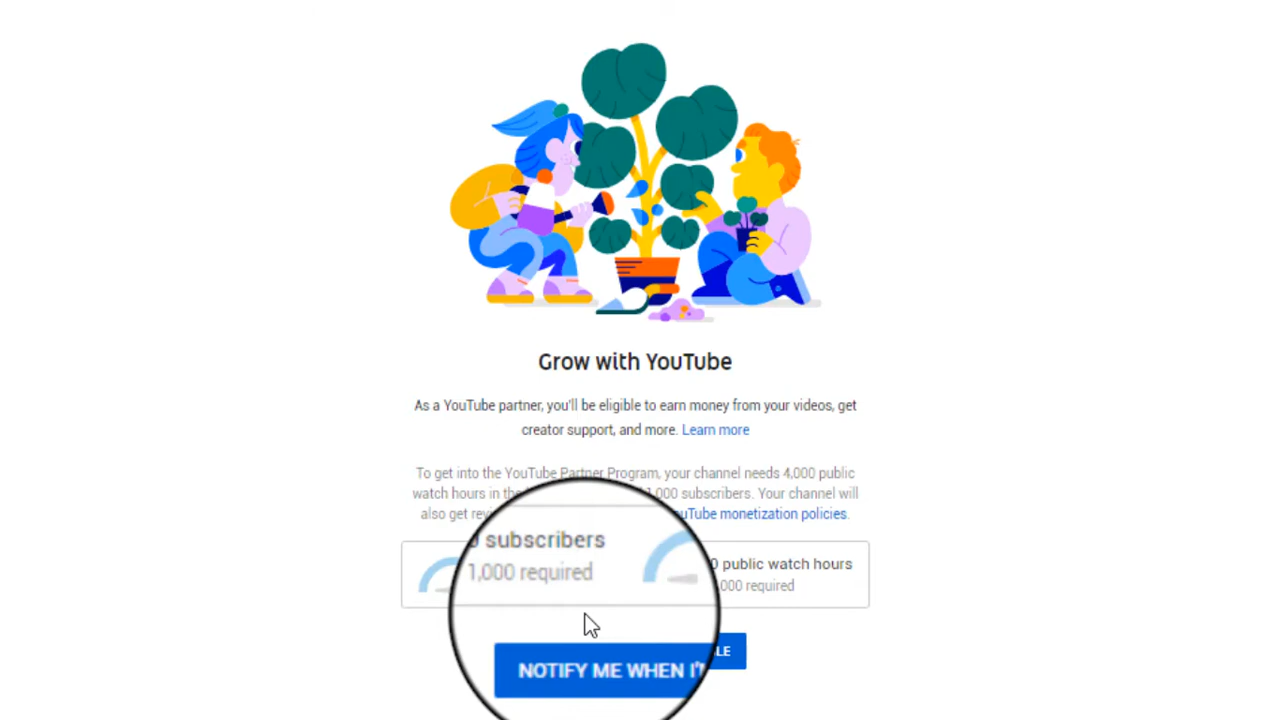 Grow with YouTube
As a YouTube partner, you'll be eligible to earn money from your videos, get
creator support, and more. Learn more
To get into the YouTube Partner Program, your channel needs 4,000 public
watch hours in the 1,000 subscribers. Your channel will
also get YouTube monetization policies.
0 subscribers
1,000 required
0 public watch hours
,000 required
NOTIFY ME WHEN I'
LE